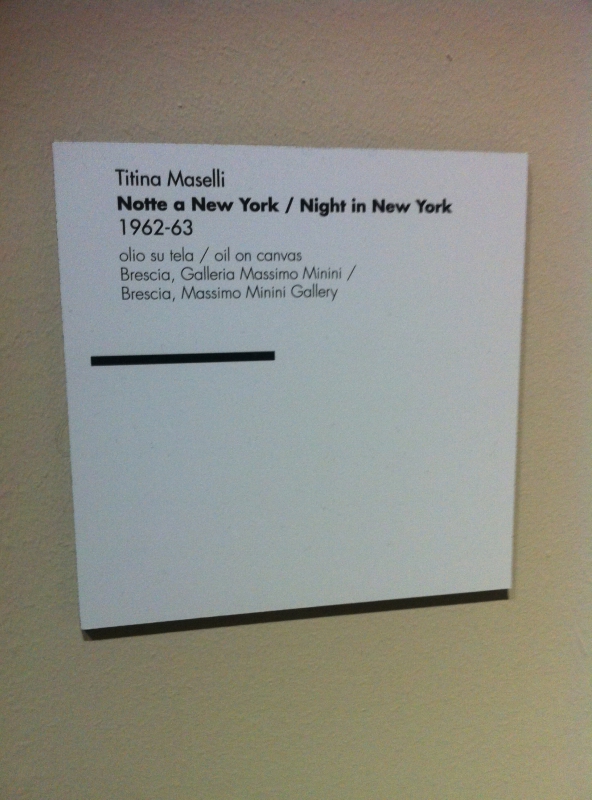 Titina Maselli
Notte a New York / Night in New York
1962-63
olio su tela / oil on canvas
Brescia, Galleria Massimo Minini /
Brescia, Massimo Minini Gallery